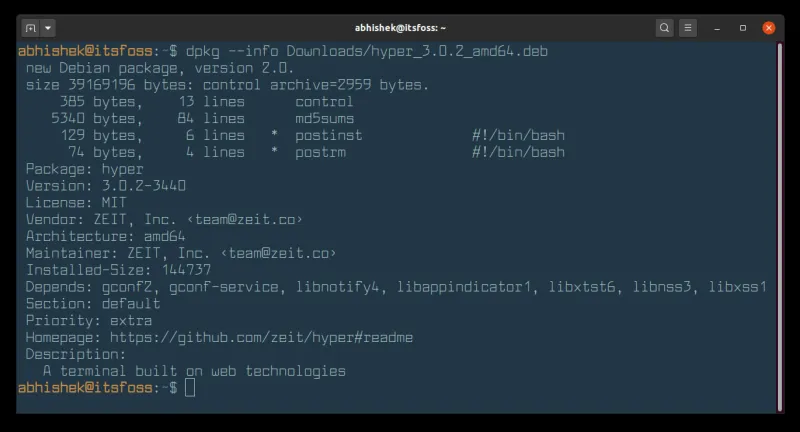 abhishek@itsfoss: ~
abhishek@itsfoss:~$ dpkg --info Downloads/hyper_3.0.2_amd64.deb
new Debian package, version 2.0.
size 39169196 bytes: control archive=2959 bytes.
385 bytes, 13 lines control
5340 bytes, 84 lines md5sums
129 bytes, 6 lines * postinst #!/bin/bash
74 bytes, 4 lines * postrm #!/bin/bash
Package: hyper
Version: 3.0.2-3440
License: MIT
Vendor: ZEIT, Inc. <team@zeit.co>
Architecture: amd64
Maintainer: ZEIT, Inc. <team@zeit.co>
Installed-Size: 144737
Depends: gconf2, gconf-service, libnotify4, libappindicator1, libxtst6, libnss3, libxss1
Section: default
Priority: extra
Homepage: https://github.com/zeit/hyper#readme
Description:
A terminal built on web technologies
abhishek@itsfoss:~$